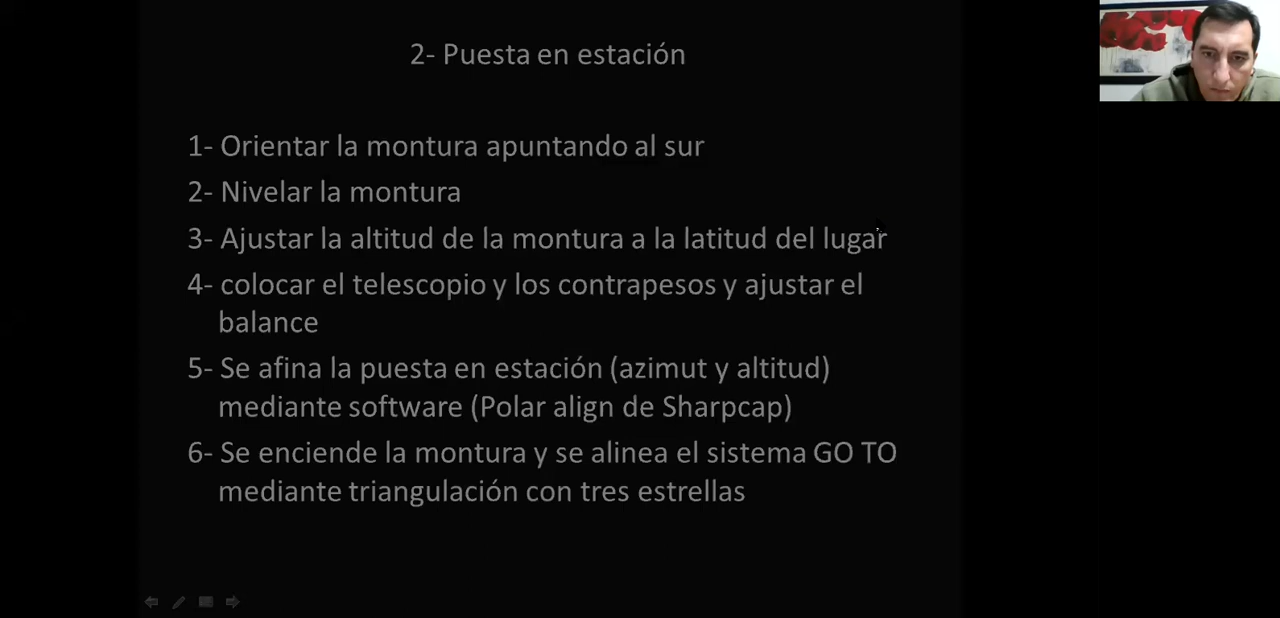 2- Puesta en estación
1- Orientar la montura apuntando al sur
2- Nivelar la montura
3- Ajustar la altitud de la montura a la latitud del lugar
4- colocar el telescopio y los contrapesos y ajustar el
balance
5- Se afina la puesta en estación (azimut y altitud)
mediante software (Polar align de Sharpcap)
6- Se enciende la montura y se alinea el sistema GO TO
mediante triangulación con tres estrellas